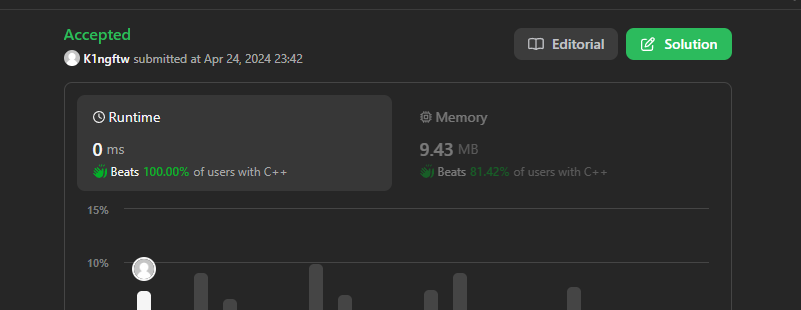 Accepted
K1ngftw submitted at Apr 24, 2024 23:42
Editorial
Solution
Runtime
0 ms
Beats 100.00% of users with C++
Memory
9.43 MB
Beats 81.42% of users with C++
15%
10%